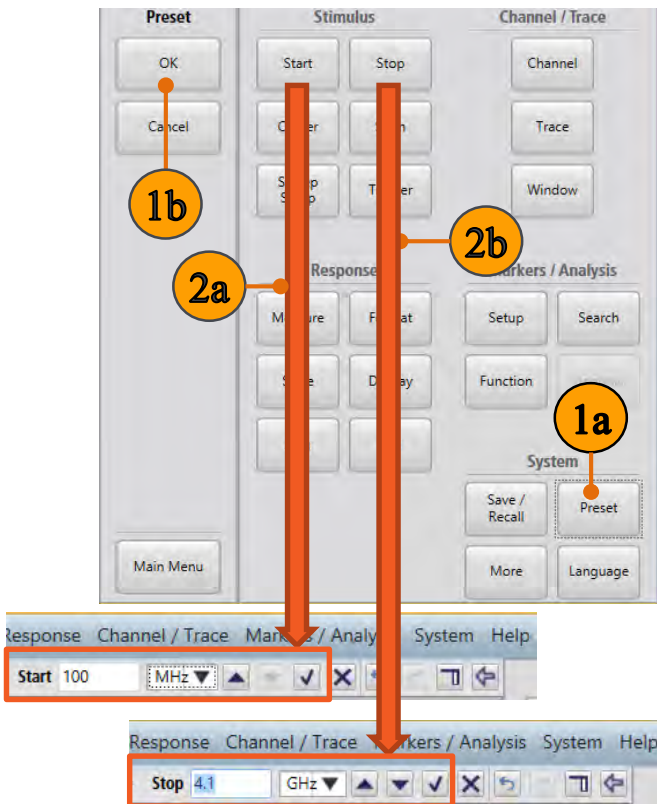 Preset
OK
Cancel
1b
Main Menu
Stimulus
Start Stop
2a
2b
Response
Channel / Trace
Channel
Trace
Window
/ Analysis
Setup Search
Function
1a
System
Save / Recall
Preset
More Language
Response Channel / Trace / System Help
Start 100 MHz
Response Channel / Trace / Analysis System Help
Stop 4.1 GHz